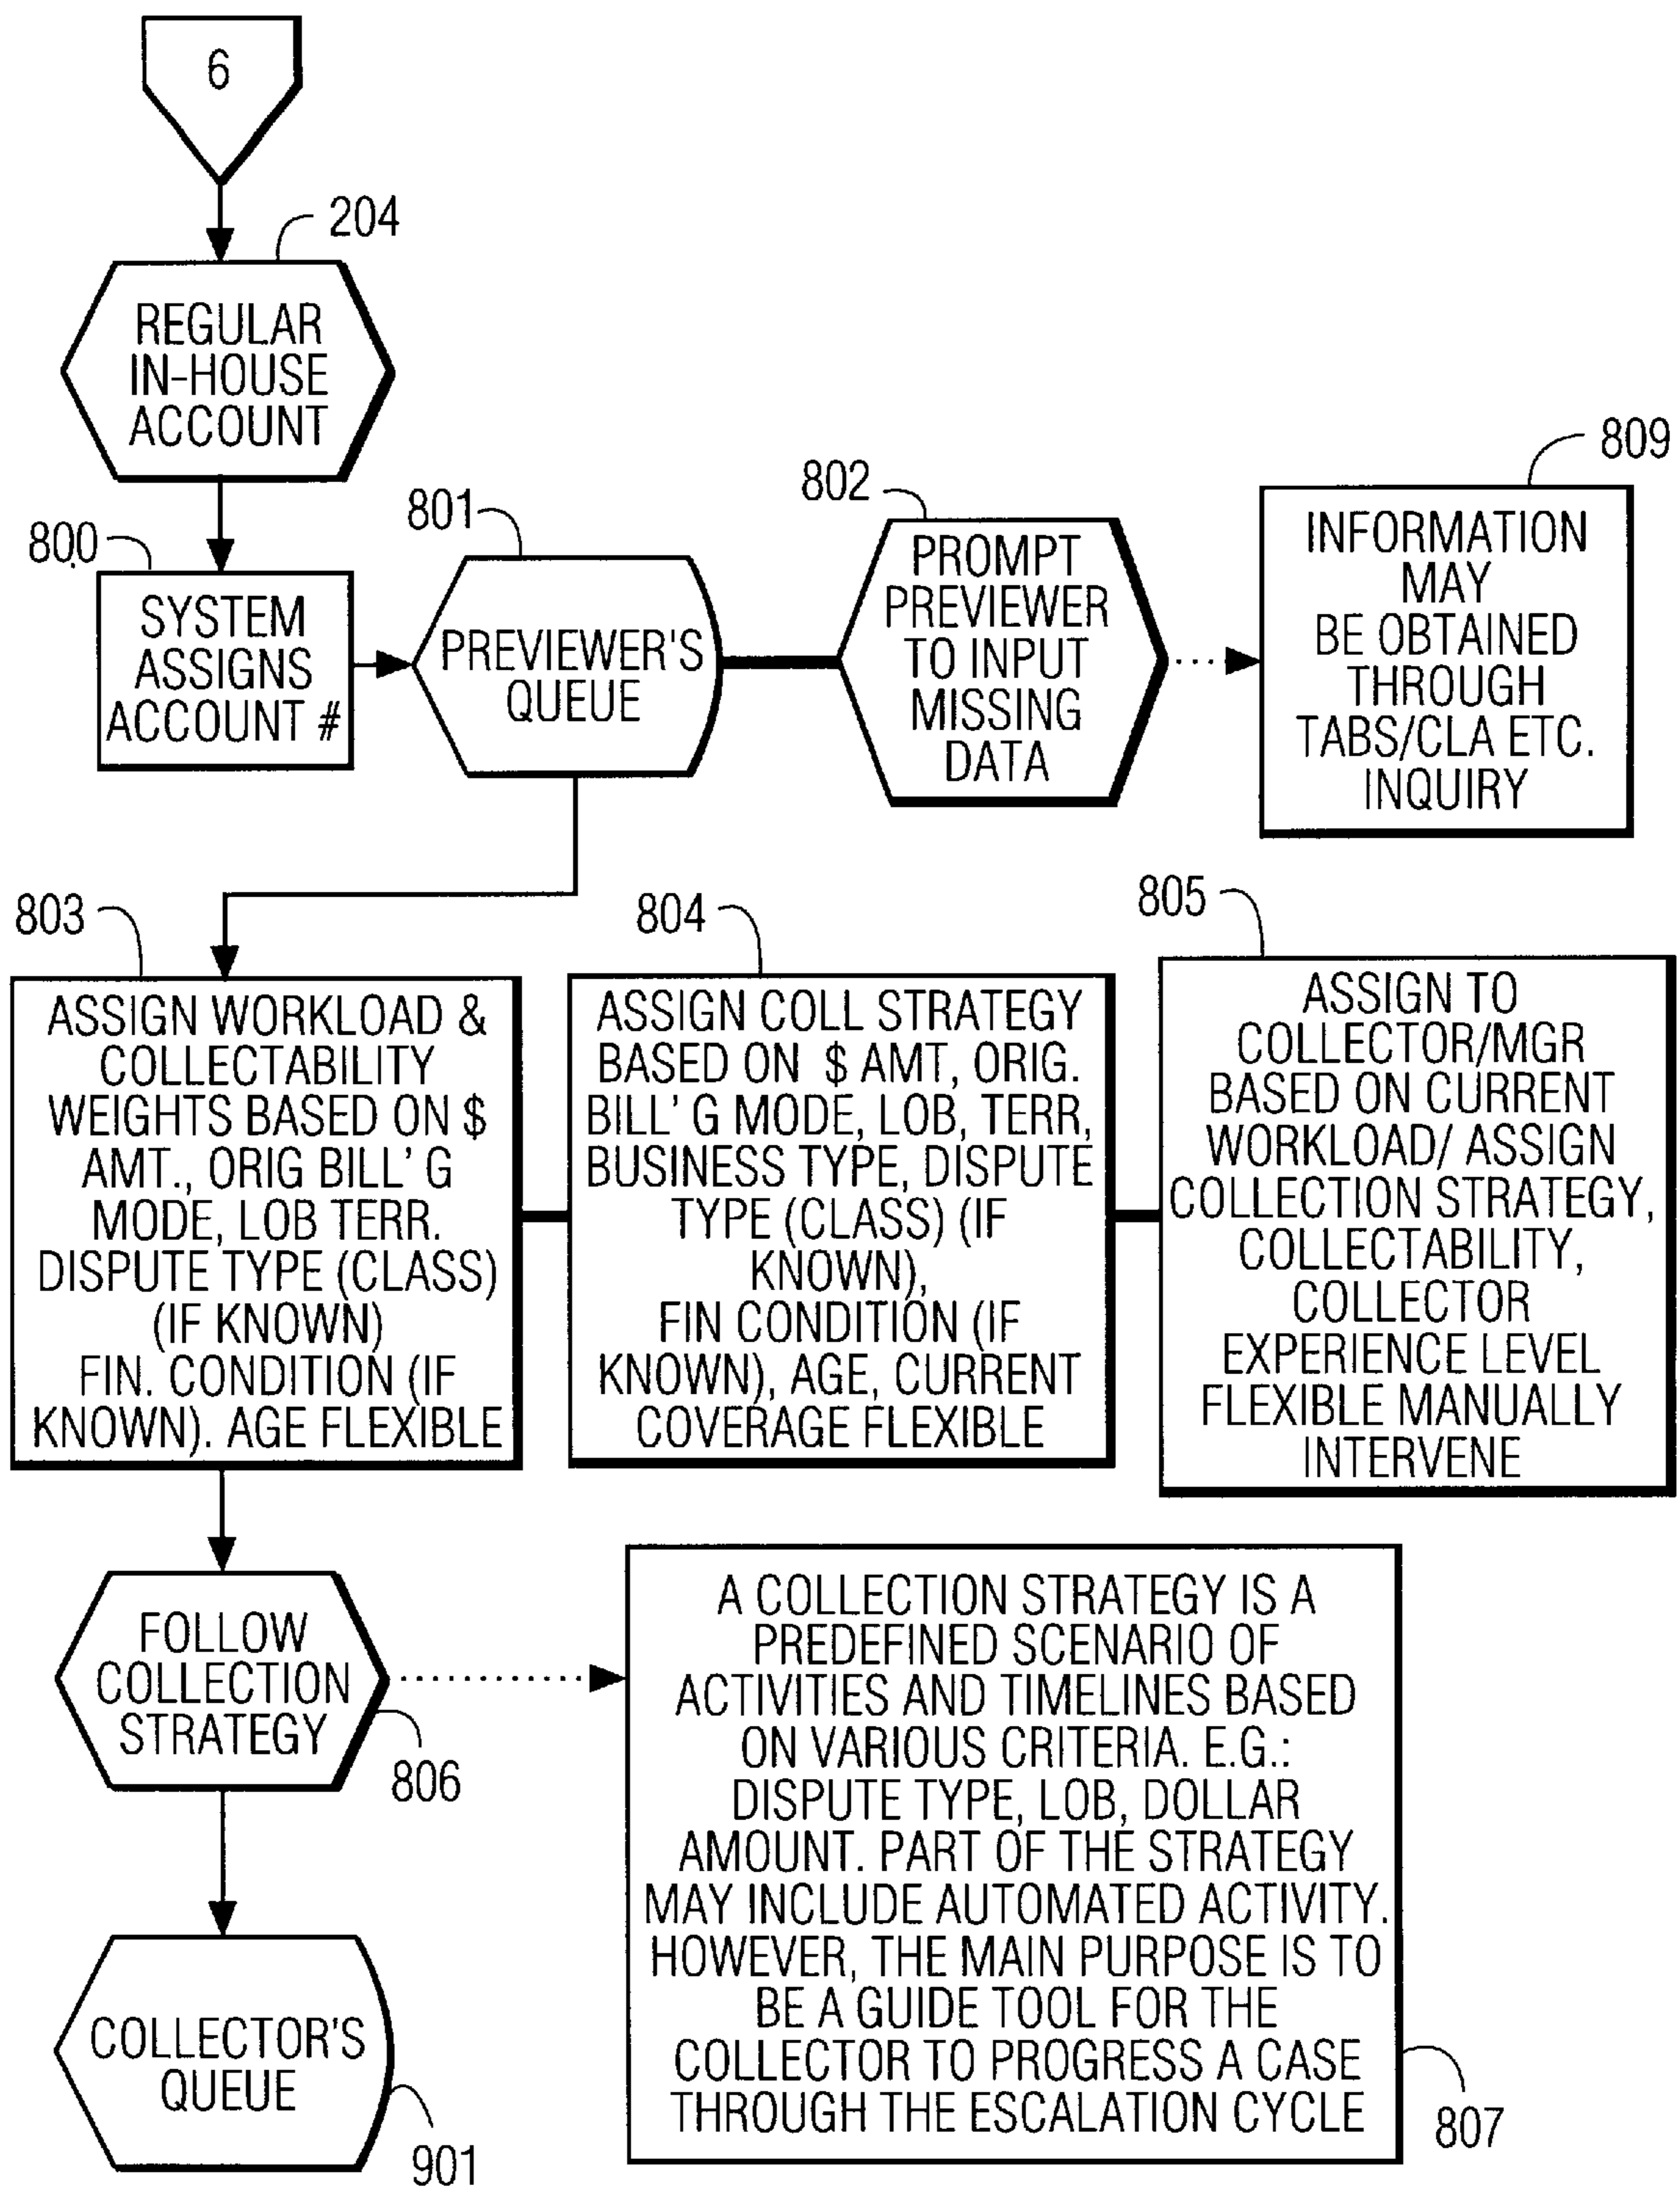 6
204
REGULAR
IN-HOUSE
ACCOUNT
800
SYSTEM
ASSIGNS
ACCOUNT #
801
PREVIEWER'S
QUEUE
802
PROMPT
PREVIEWER
TO INPUT
MISSING
DATA
809
INFORMATION
MAY
BE OBTAINED
THROUGH
TABS/CLA ETC.
INQUIRY
803
ASSIGN WORKLOAD &
COLLECTABILITY
WEIGHTS BASED ON $
AMT., ORIG BILL' G
MODE, LOB TERR.
DISPUTE TYPE (CLASS)
(IF KNOWN)
FIN. CONDITION (IF
KNOWN). AGE FLEXIBLE
804
ASSIGN COLL STRATEGY
BASED ON $ AMT, ORIG.
BILL' G MODE, LOB, TERR,
BUSINESS TYPE, DISPUTE
TYPE (CLASS) (IF
KNOWN),
FIN CONDITION (IF
KNOWN), AGE, CURRENT
COVERAGE FLEXIBLE
805
ASSIGN TO
COLLECTOR/MGR
BASED ON CURRENT
WORKLOAD/ ASSIGN
COLLECTION STRATEGY,
COLLECTABILITY,
COLLECTOR
EXPERIENCE LEVEL
FLEXIBLE MANUALLY
INTERVENE
FOLLOW
COLLECTION
STRATEGY
806
A COLLECTION STRATEGY IS A
PREDEFINED SCENARIO OF
ACTIVITIES AND TIMELINES BASED
ON VARIOUS CRITERIA. E.G.:
DISPUTE TYPE, LOB, DOLLAR
AMOUNT. PART OF THE STRATEGY
MAY INCLUDE AUTOMATED ACTIVITY.
HOWEVER, THE MAIN PURPOSE IS TO
BE A GUIDE TOOL FOR THE
COLLECTOR TO PROGRESS A CASE
THROUGH THE ESCALATION CYCLE
807
COLLECTOR'S
QUEUE
901